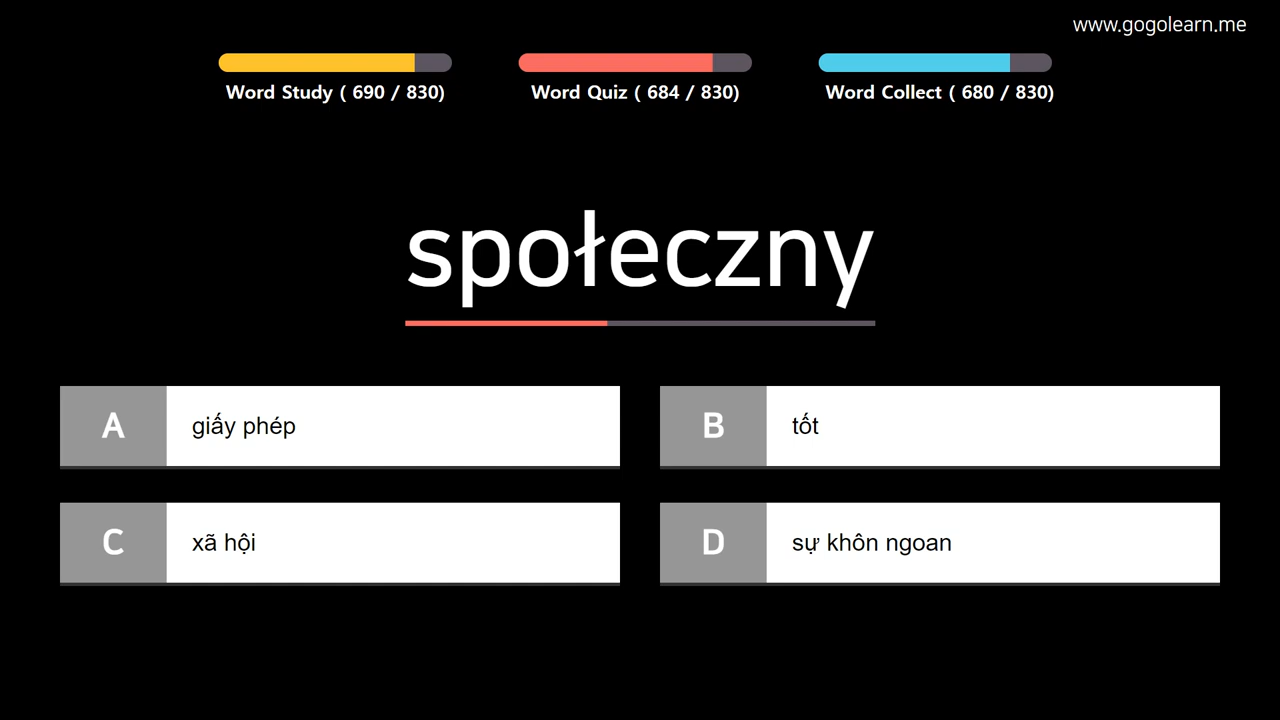 www.gogolearn.me
Word Study ( 690 / 830)
Word Quiz ( 684 / 830)
Word Collect ( 680 / 830)
społeczny
A giấy phép
B tốt
C xã hội
D sự khôn ngoan